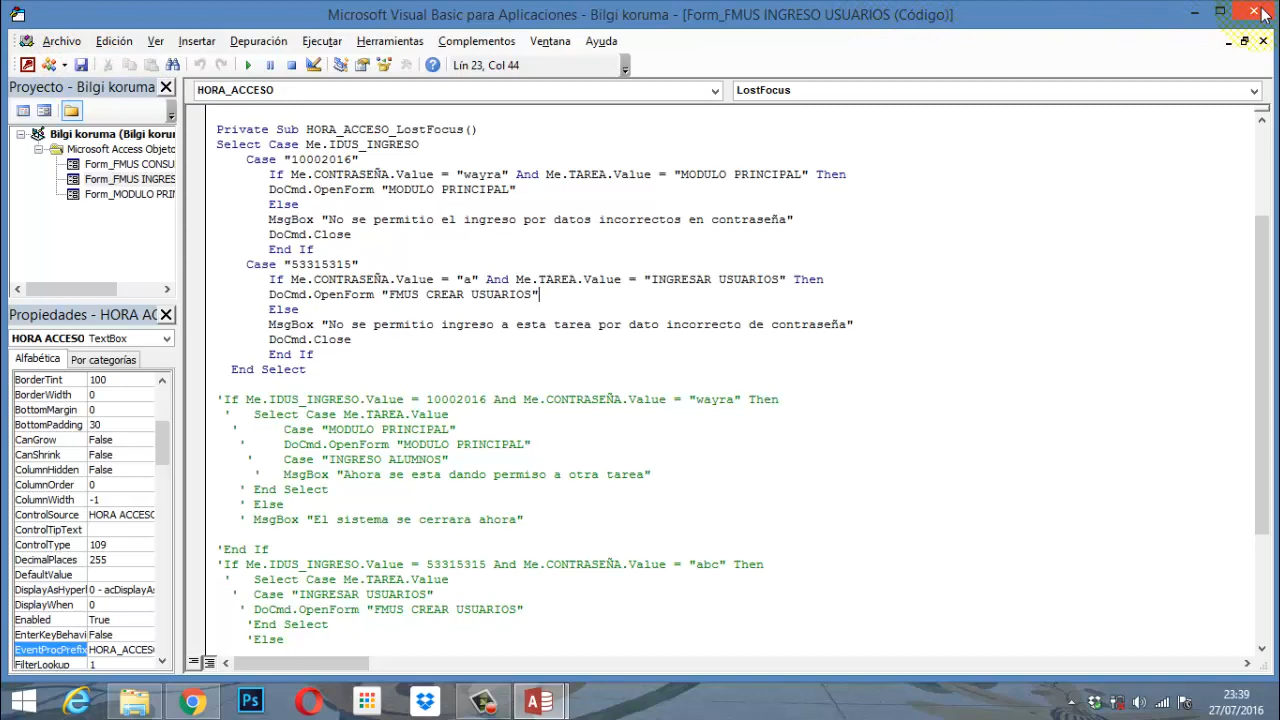 Microsoft Visual Basic para Aplicaciones - Bilgi koruma - [Form_FMUS INGRESO USUARIOS (Código)]
Archivo Edición Ver Insertar Depuración Ejecutar Herramientas Complementos Ventana Ayuda
Lín 23, Col 44
Proyecto - Bilgi koruma
HORA_ACCESO
LostFocus
Bilgi koruma (Bilgi korur
Microsoft Access Objeto
Form_FMUS CONSU
Form_FMUS INGRES
Form_MODULO PRIN
Propiedades - HORA AC
HORA ACCESO TextBox
Alfabética Por categorías
BorderTint 100
BorderWidth 0
BottomMargin 0
BottomPadding 30
CanGrow False
CanShrink False
ColumnHidden False
ColumnOrder 0
ColumnWidth -1
ControlSource HORA ACCESO
ControlTipText
ControlType 109
DecimalPlaces 255
DefaultValue
DisplayAsHyperl 0 - acDisplayAs
DisplayWhen 0
Enabled True
EnterKeyBehavi False
EventProcPrefix HORA_ACCESO
FilterLookup 1
Private Sub HORA_ACCESO_LostFocus()
Select Case Me.IDUS_INGRESO
Case "10002016"
If Me.CONTRASEÑA.Value = "wayra" And Me.TAREA.Value = "MODULO PRINCIPAL" Then
DoCmd.OpenForm "MODULO PRINCIPAL"
Else
MsgBox "No se permitio el ingreso por datos incorrectos en contraseña"
DoCmd.Close
End If
Case "53315315"
If Me.CONTRASEÑA.Value = "a" And Me.TAREA.Value = "INGRESAR USUARIOS" Then
DoCmd.OpenForm "FMUS CREAR USUARIOS"
Else
MsgBox "No se permitio ingreso a esta tarea por dato incorrecto de contraseña"
DoCmd.Close
End If
End Select
'If Me.IDUS_INGRESO.Value = 10002016 And Me.CONTRASEÑA.Value = "wayra" Then
' Select Case Me.TAREA.Value
' Case "MODULO PRINCIPAL"
' DoCmd.OpenForm "MODULO PRINCIPAL"
' Case "INGRESO ALUMNOS"
' MsgBox "Ahora se esta dando permiso a otra tarea"
' End Select
' Else
' MsgBox "El sistema se cerrara ahora"
'End If
'If Me.IDUS_INGRESO.Value = 53315315 And Me.CONTRASEÑA.Value = "abc" Then
' Select Case Me.TAREA.Value
' Case "INGRESAR USUARIOS"
' DoCmd.OpenForm "FMUS CREAR USUARIOS"
'End Select
'Else
Ps
23:39
27/07/2016